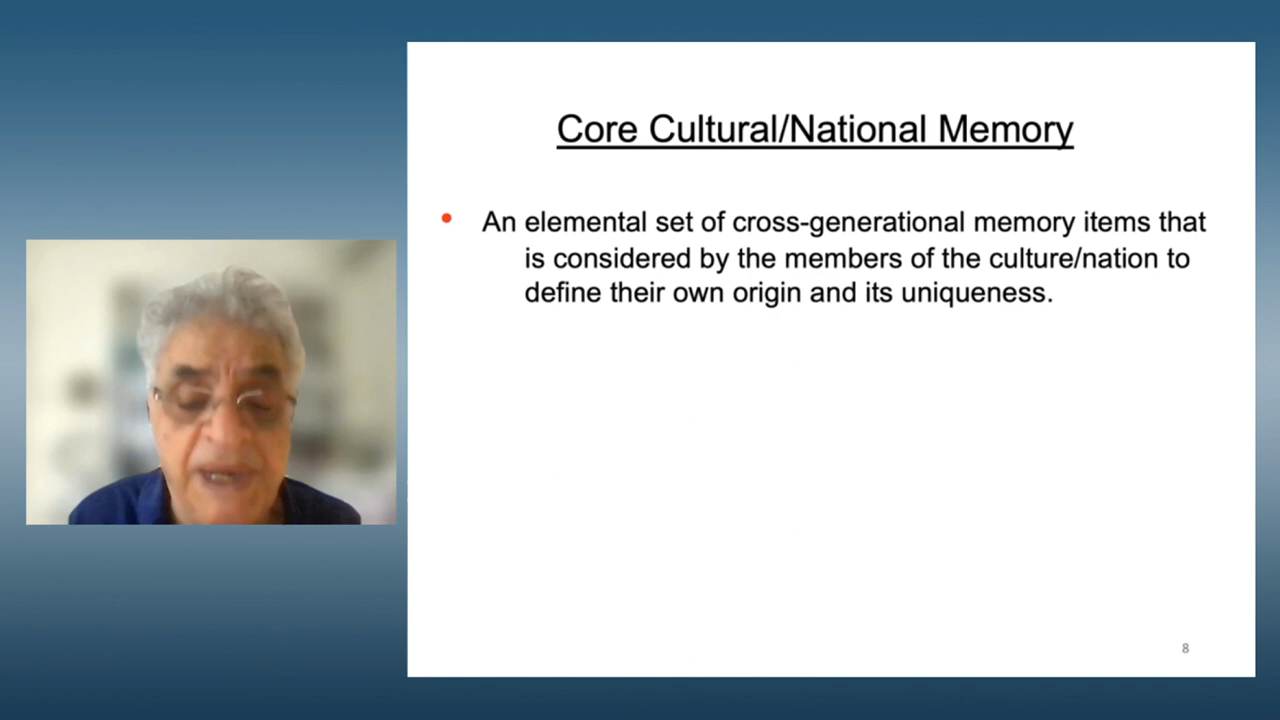 Core Cultural/National Memory
• An elemental set of cross-generational memory items that
is considered by the members of the culture/nation to
define their own origin and its uniqueness.
8